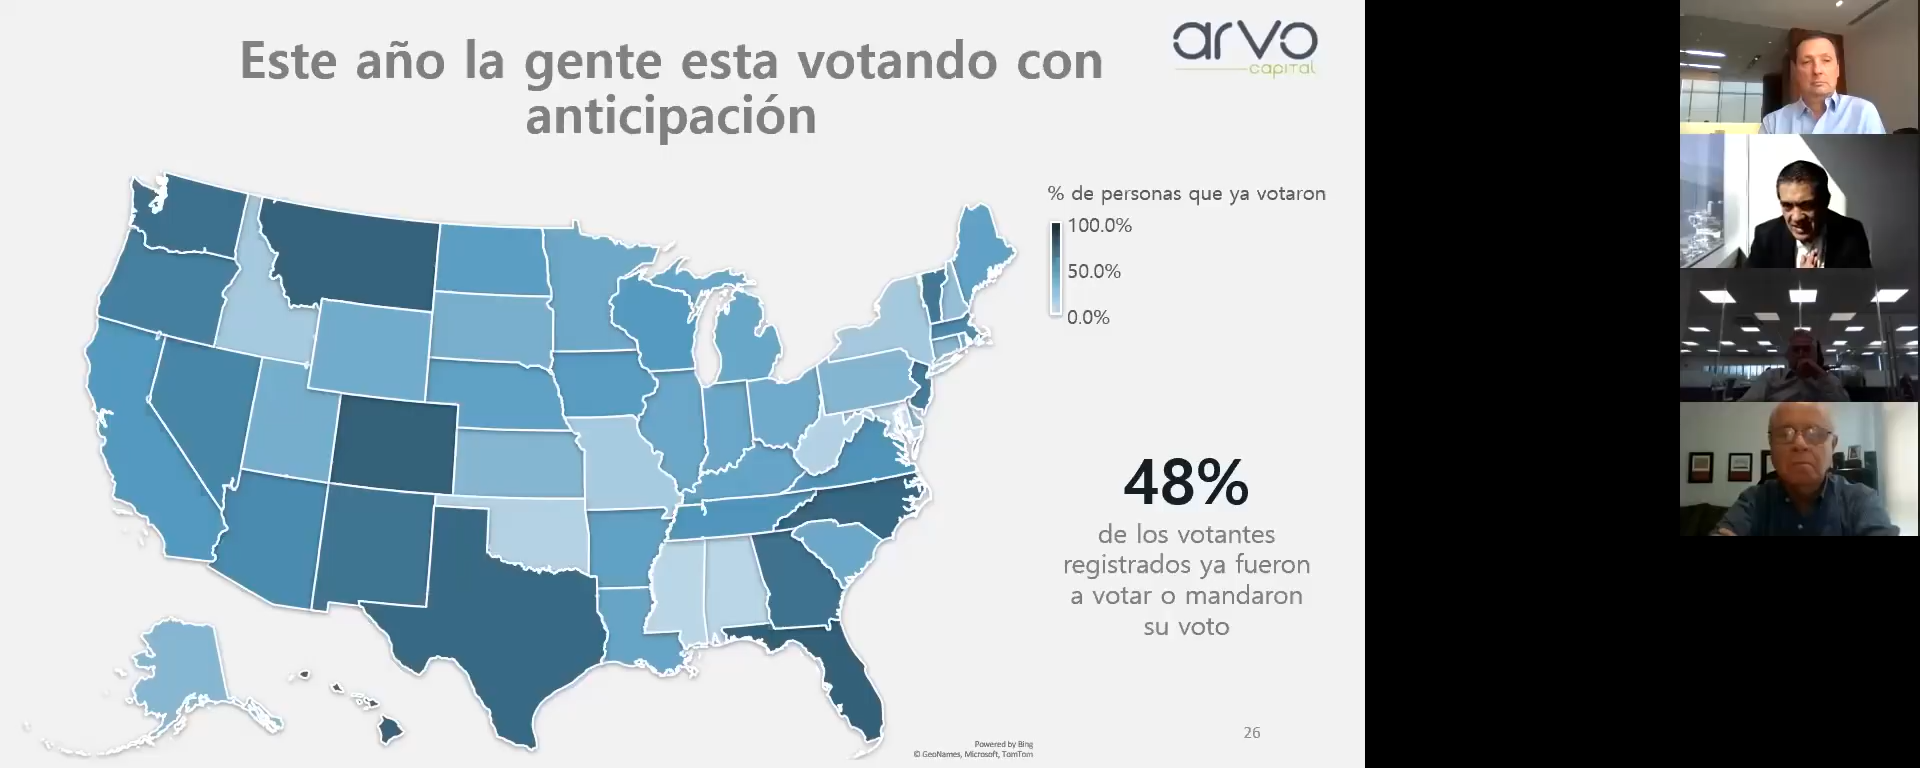 Este año la gente esta votando con
anticipación
arvo
capital
% de personas que ya votaron
100.0%
50.0%
0.0%
48%
de los votantes
registrados ya fueron
a votar o mandaron
su voto
26
Powered by Bing
© GeoNames, Microsoft, TomTom